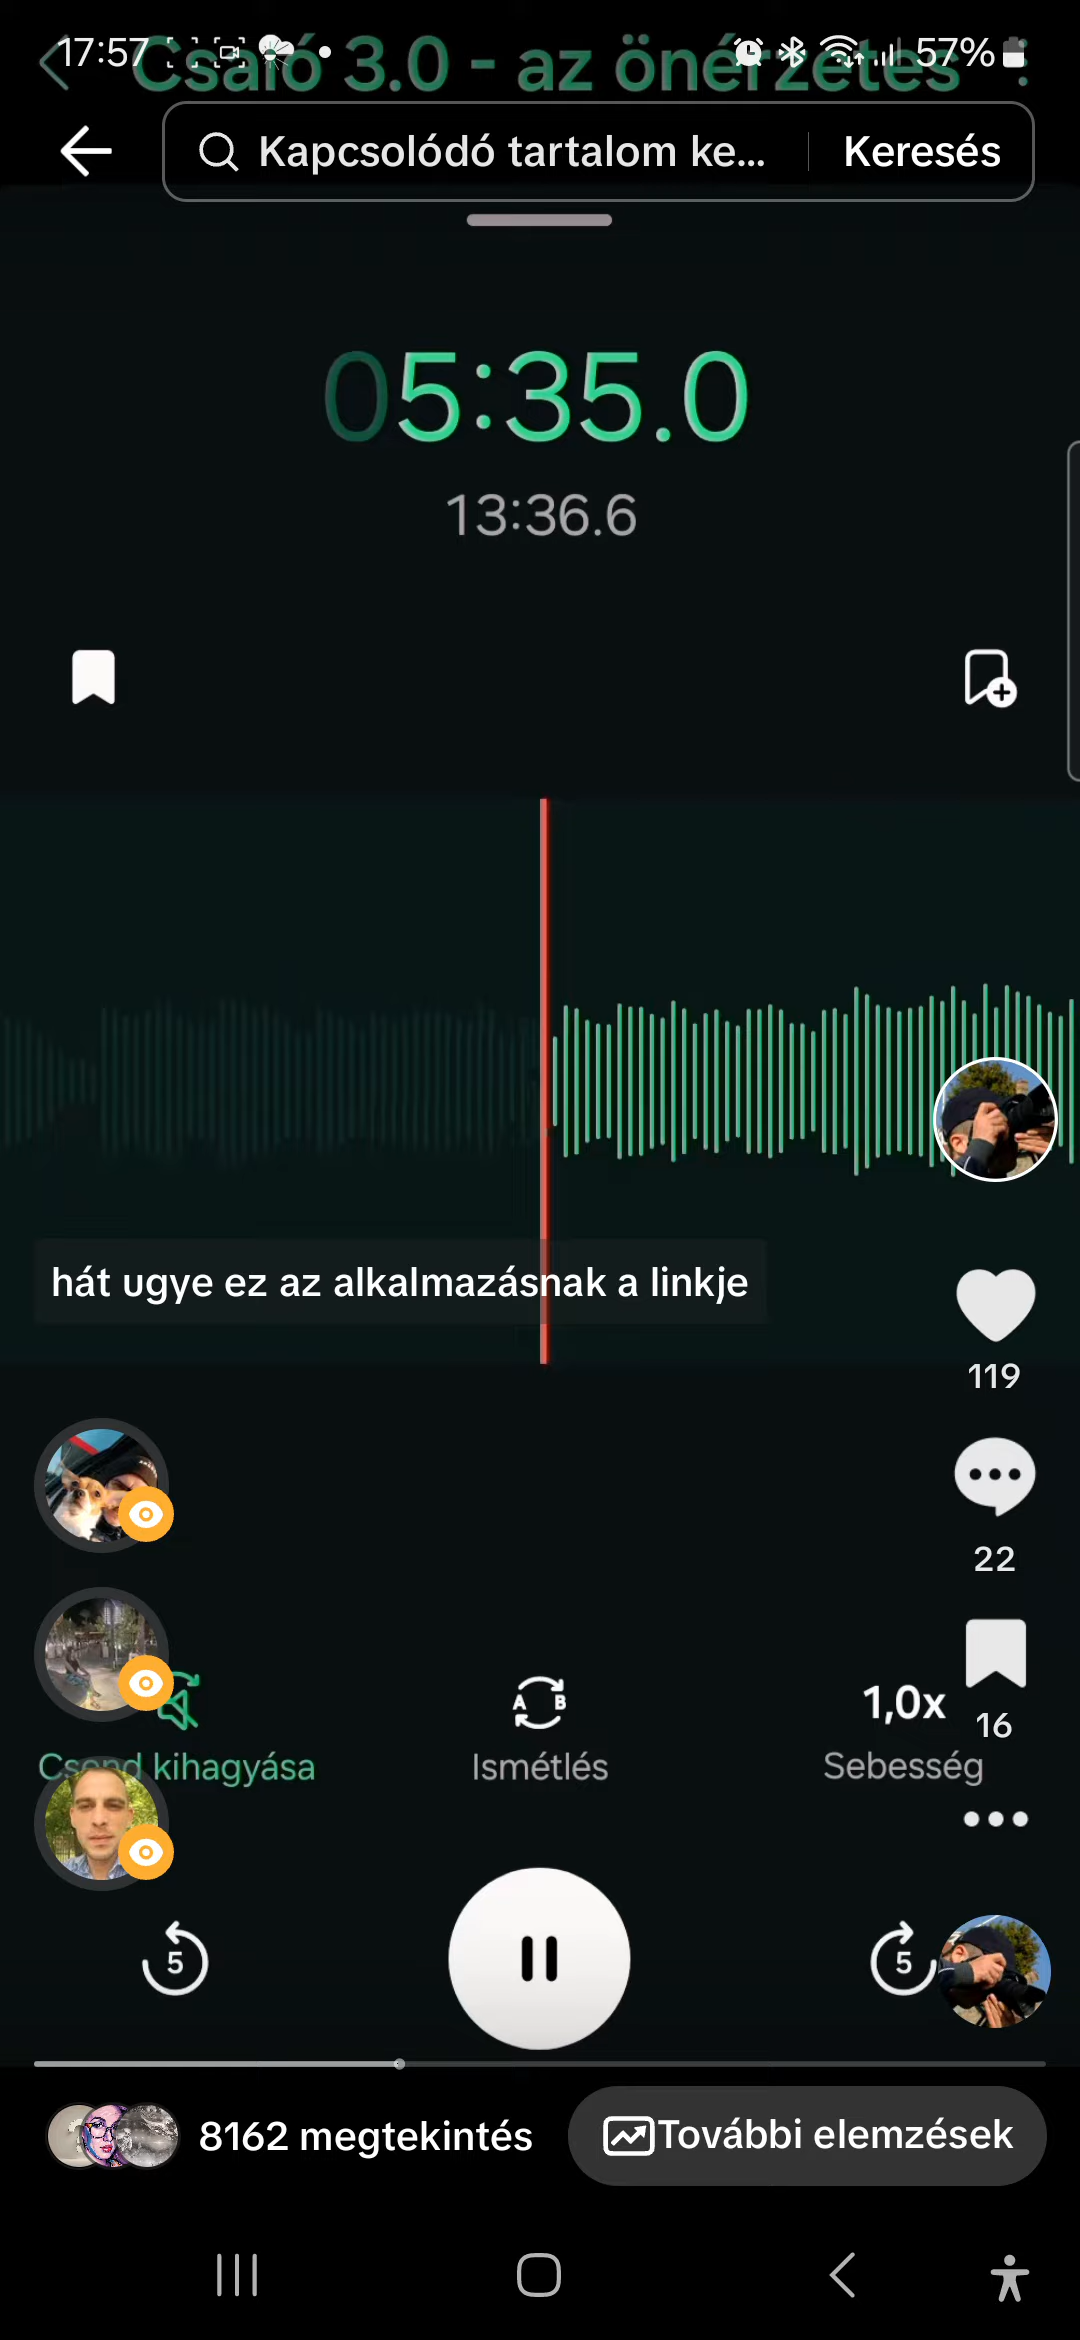 17:57
57%
Csaló 3.0 - az önérzetes
Kapcsolódó tartalom ke...
Keresés
05:35.0
13:36.6
hát ugye ez az alkalmazásnak a linkje
119
22
16
A B
1,0x
Csend kihagyása
Ismétlés
Sebesség
5
5
8162 megtekintés
További elemzések